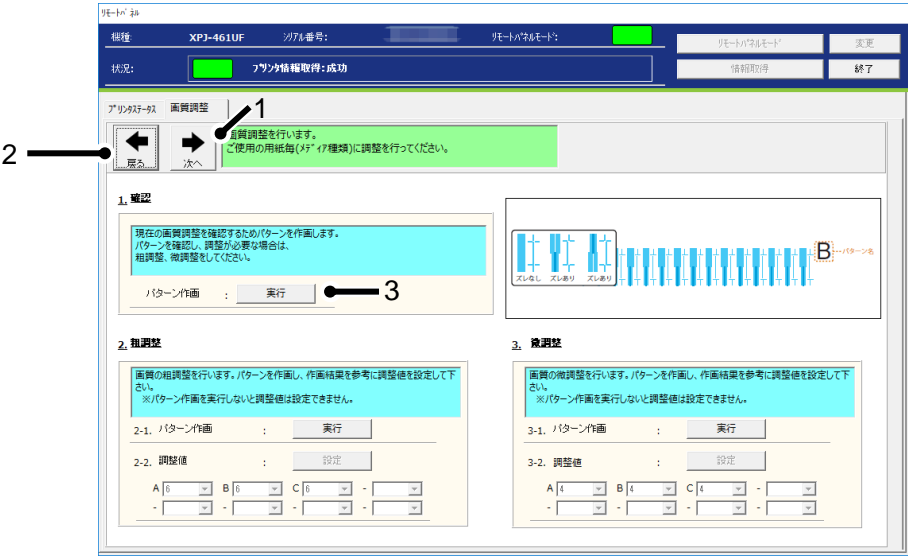 リモートパネル
機種: XPJ-461UF シリアル番号: リモートパネルモード: リモートパネルモード 変更
状況: プリンタ情報取得:成功 情報取得 終了
プリンタステータス 画質調整 1
2 戻る 次へ
画質調整を行います。
ご使用の用紙毎(メディア種類)に調整を行ってください。
1. 確認
現在の画質調整を確認するためパターンを作画します。
パターンを確認し、調整が必要な場合は、
粗調整、微調整をしてください。
パターン作画 : 実行 3
ズレなし ズレあり ズレあり B パターン名
2. 粗調整
画質の粗調整を行います。パターンを作画し、作画結果を参考に調整値を設定して下
さい。
※パターン作画を実行しないと調整値は設定できません。
2-1. パターン作画 : 実行
2-2. 調整値 : 設定
A 6 B 6 C 6 -
- - - -
3. 微調整
画質の微調整を行います。パターンを作画し、作画結果を参考に調整値を設定して下
さい。
※パターン作画を実行しないと調整値は設定できません。
3-1. パターン作画 : 実行
3-2. 調整値 : 設定
A 4 B 4 C 4 -
- - - -